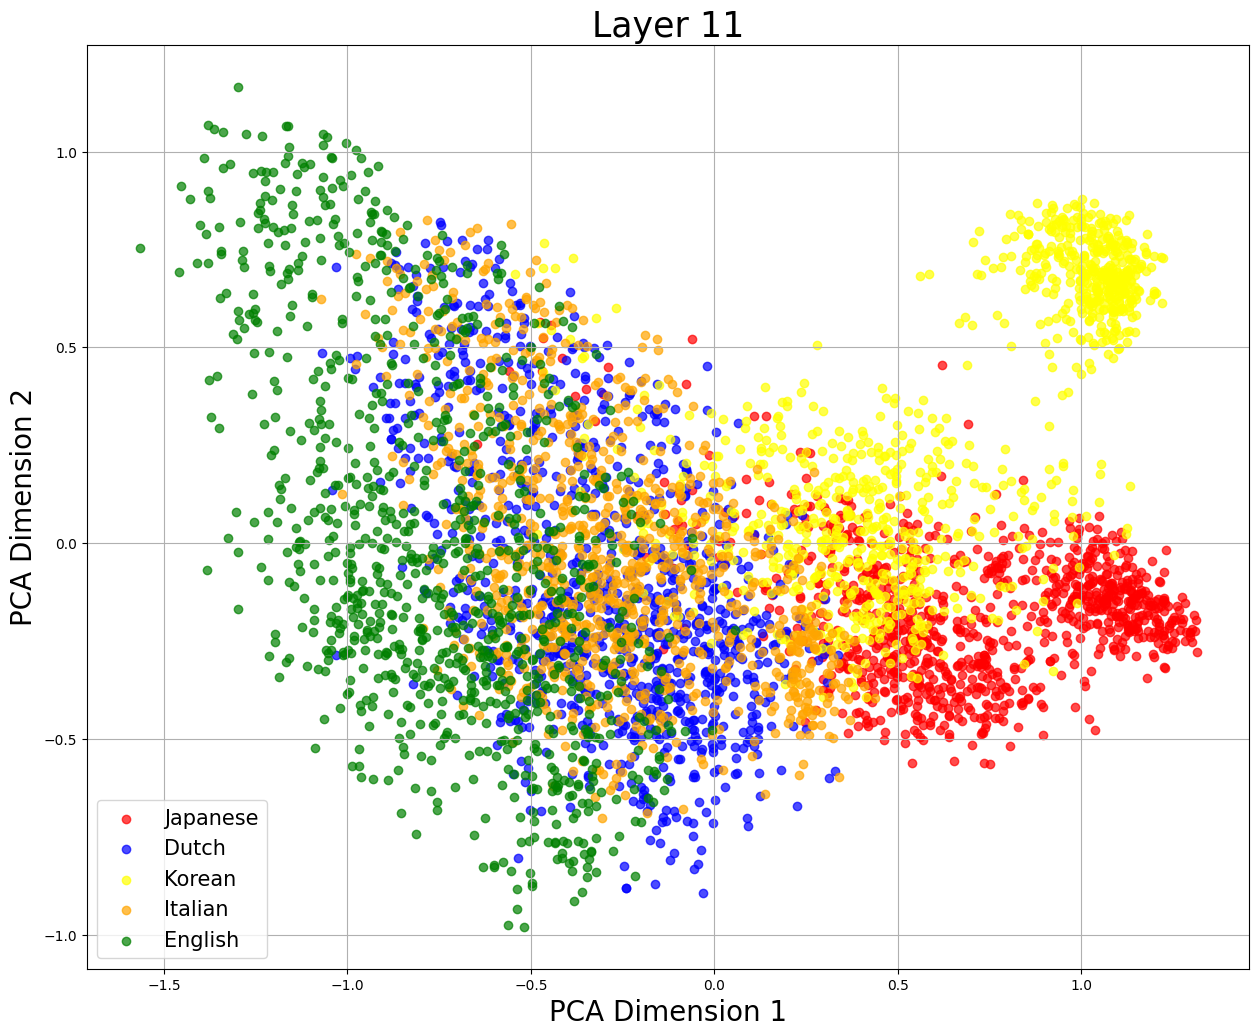 Layer 11
PCA Dimension 2
1.0
0.5
0.0
−0.5
−1.0
Japanese
Dutch
Korean
Italian
English
−1.5
−1.0
−0.5
0.0
0.5
1.0
PCA Dimension 1